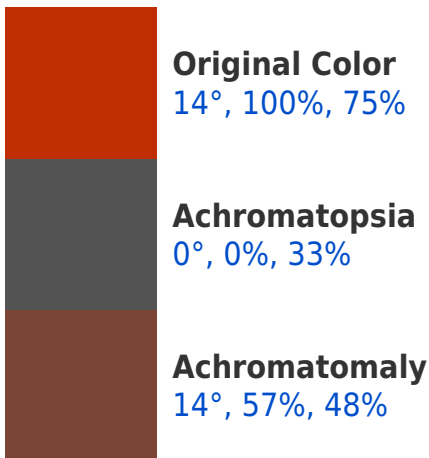 Original Color
14°, 100%, 75%
Achromatopsia
0°, 0%, 33%
Achromatomaly
14°, 57%, 48%